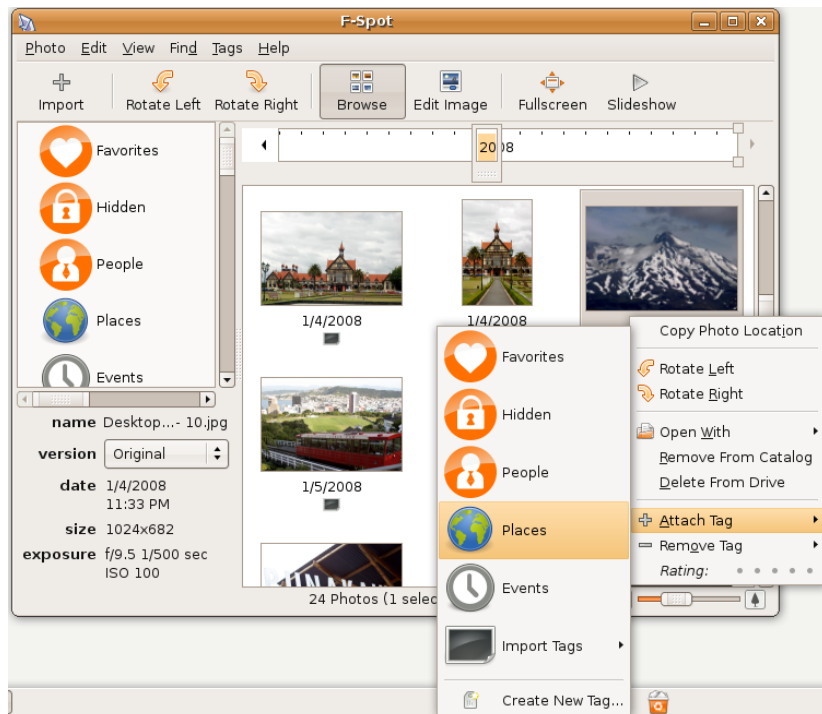 F-Spot
Photo Edit View Find Tags Help
Import Rotate Left Rotate Right Browse Edit Image Fullscreen Slideshow
Favorites
Hidden
People
Places
Events
2008
1/4/2008
1/4/2008
1/5/2008
name Desktop...- 10.jpg
version Original
date 1/4/2008
11:33 PM
size 1024x682
exposure f/9.5 1/500 sec
ISO 100
24 Photos (1 selec
Copy Photo Location
Rotate Left
Rotate Right
Open With
Remove From Catalog
Delete From Drive
Attach Tag
Remove Tag
Rating:
Favorites
Hidden
People
Places
Events
Import Tags
Create New Tag...